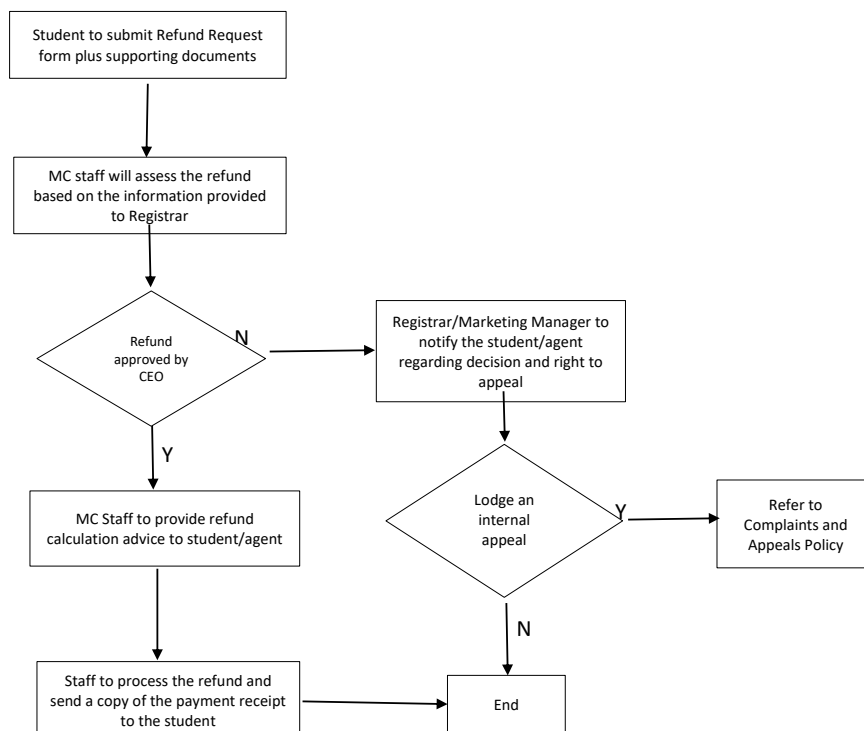 Student to submit Refund Request
form plus supporting documents
MC staff will assess the refund
based on the information provided
to Registrar
Refund
approved by
CEO
N
Registrar/Marketing Manager to
notify the student/agent
regarding decision and right to
appeal
Y
Lodge an
internal
appeal
Y
Refer to
Complaints and
Appeals Policy
MC Staff to provide refund
calculation advice to student/agent
N
Staff to process the refund and
send a copy of the payment receipt
to the student
End